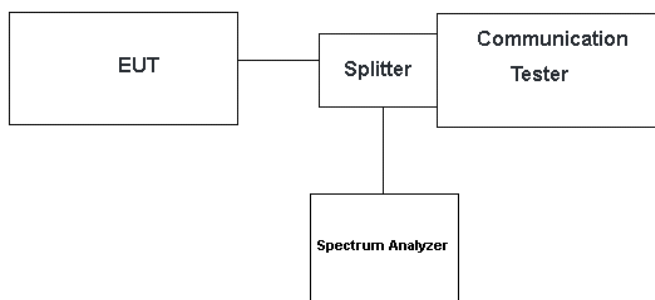 EUT
Splitter
Communication
Tester
Spectrum Analyzer